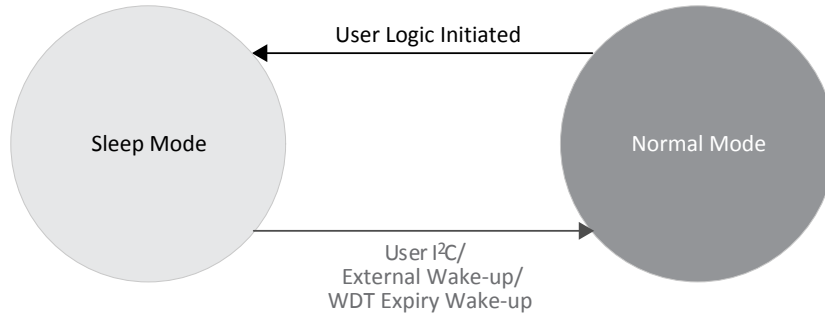 User Logic Initiated
Sleep Mode
Normal Mode
User I²C/
External Wake-up/
WDT Expiry Wake-up